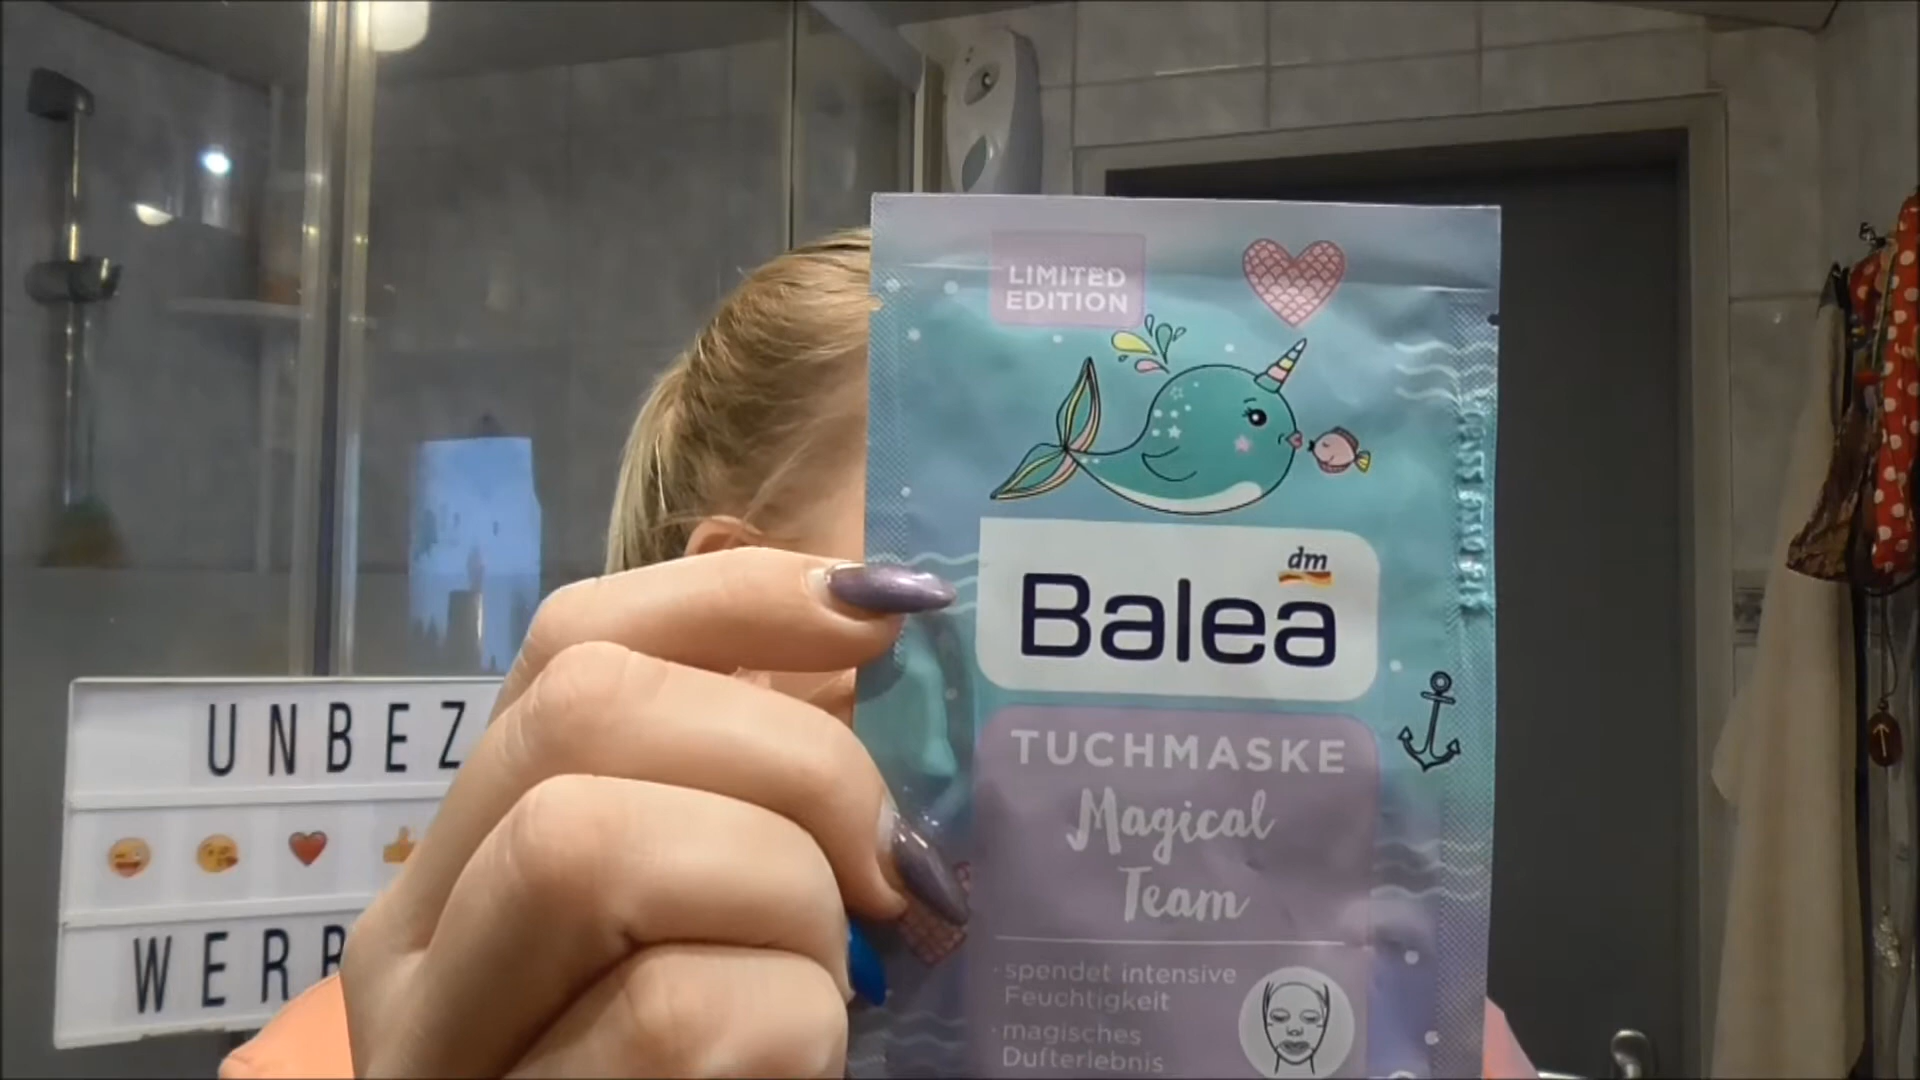 LIMITED
EDITION
dm
Balea
TUCHMASKE
Magical
Team
· spendet intensive
Feuchtigkeit
· magisches
Dufterlebnis
UNBEZ
WERB